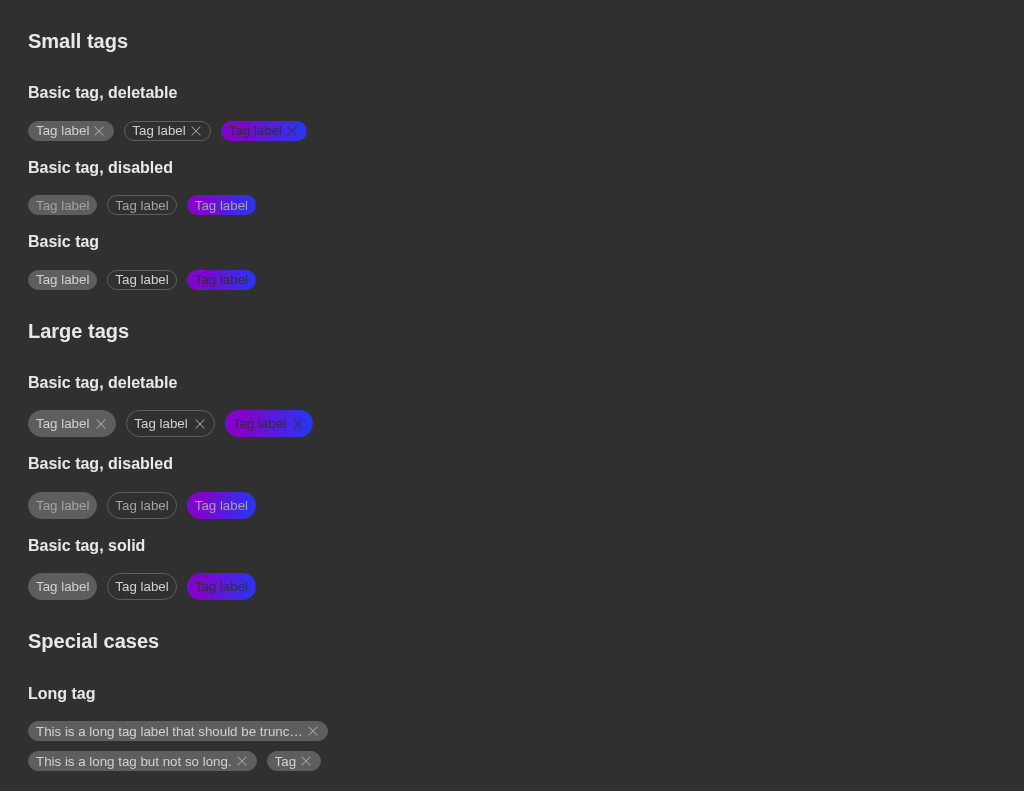 Small tags
Basic tag, deletable
Tag label Tag label Tag label
Basic tag, disabled
Tag label Tag label Tag label
Basic tag
Tag label Tag label Tag label
Large tags
Basic tag, deletable
Tag label Tag label Tag label
Basic tag, disabled
Tag label Tag label Tag label
Basic tag, solid
Tag label Tag label Tag label
Special cases
Long tag
This is a long tag label that should be trunc…
This is a long tag but not so long. Tag